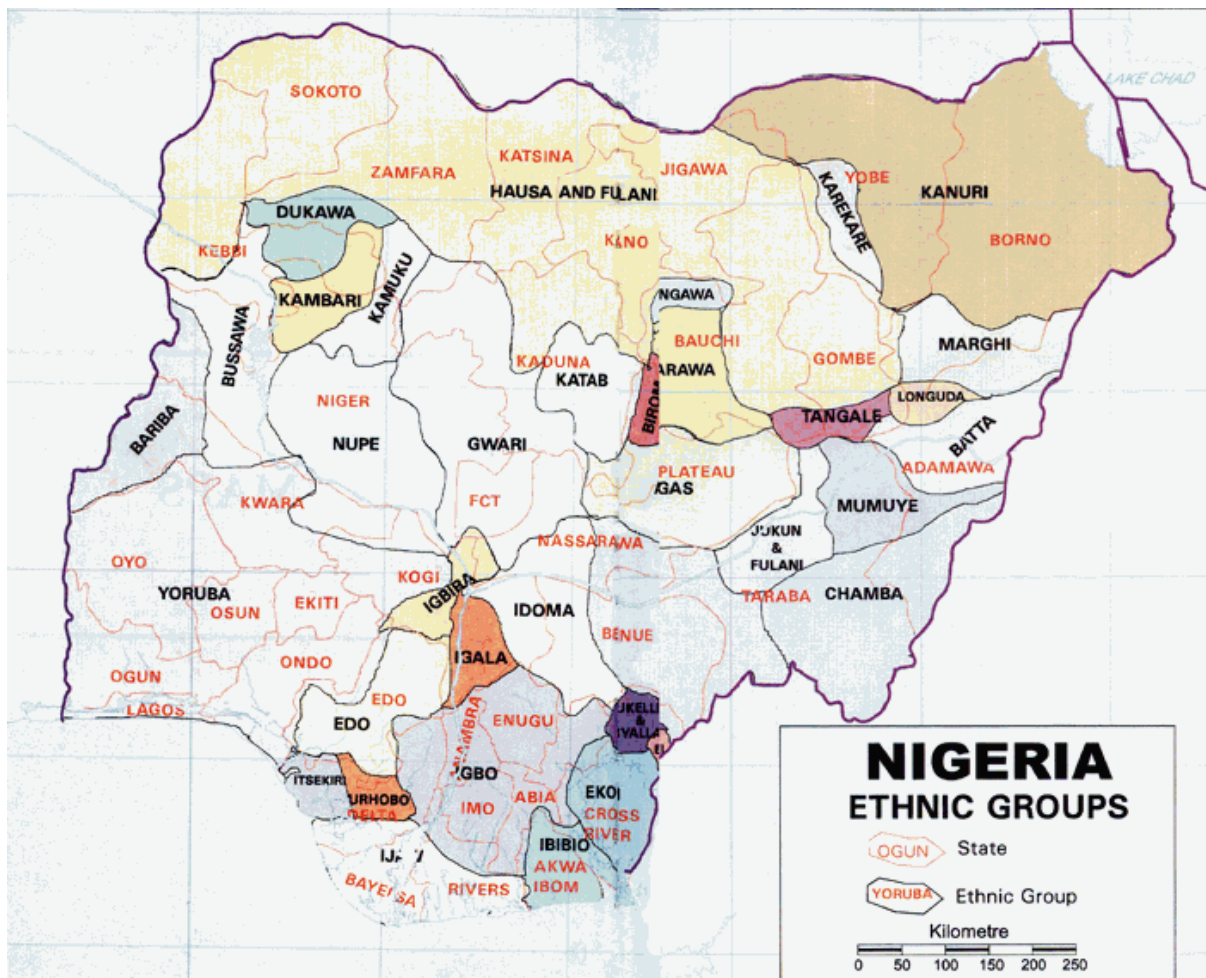 LAKE CHAD
SOKOTO
KATSINA
ZAMFARA
JIGAWA
HAUSA AND FULANI
YOBE
KAREKARE
KANURI
DUKAWA
KEBBI
KANO
BORNO
KAMBARI
KAMUKU
NGAWA
BUSSAWA
BAUCHI
GOMBE
MARGHI
KADUNA
KATAB
ARAWA
BIROM
LONGUDA
NIGER
TANGALE
BARIBA
NUPE
GWARI
BATTA
PLATEAU
GAS
ADAMAWA
KWARA
FCT
MUMUYE
NASSARAWA
JUKUN
&
FULANI
OYO
KOGI
YORUBA
IGBIRA
TARABA
CHAMBA
OSUN
EKITI
IDOMA
BENUE
ONDO
IGALA
OGUN
EDO
LAGOS
EDO
ENUGU
UKELLE
&
YALLA
ANAMBRA
ITSEKIRI
URHOBO
DELTA
GBO
IMO
ABIA
EKOI
CROSS
RIVER
IBIBIO
AKWA
IBOM
BAYELSA
RIVERS
NIGERIA
ETHNIC GROUPS
OGUN State
YORUBA Ethnic Group
Kilometre
0 50 100 150 200 250